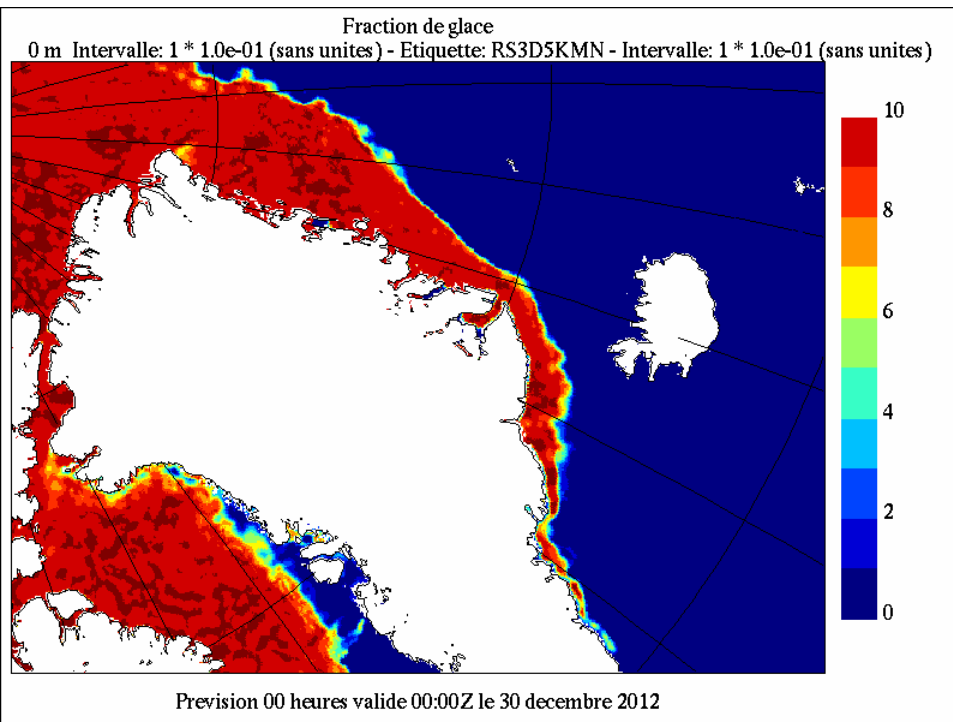 Fraction de glace
0 m Intervalle: 1 * 1.0e-01 (sans unites) - Etiquette: RS3D5KMN - Intervalle: 1 * 1.0e-01 (sans unites)
10
8
6
4
2
0
Prevision 00 heures valide 00:00Z le 30 decembre 2012